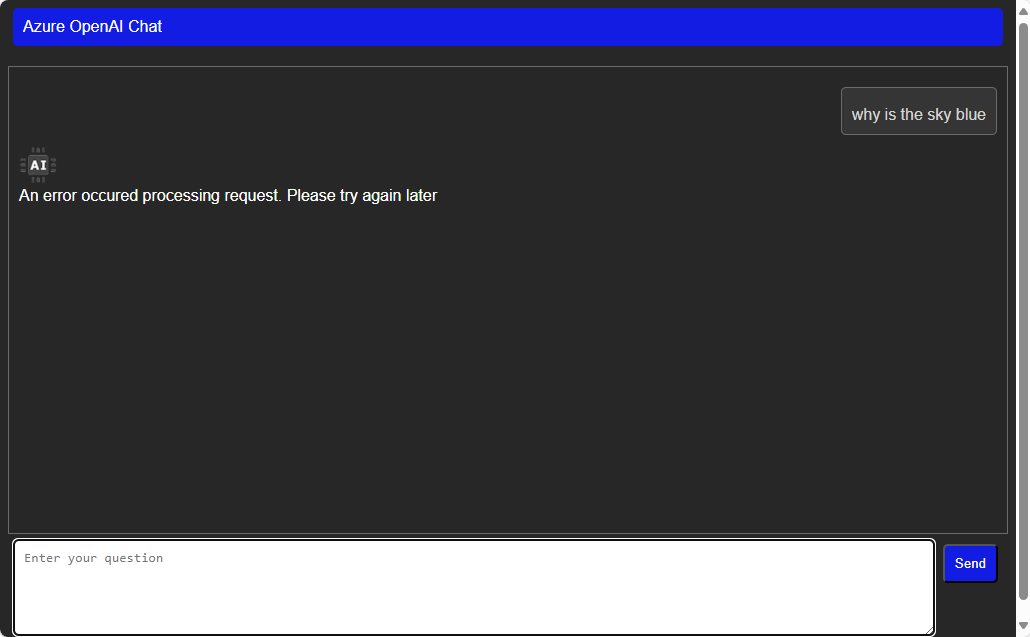 Azure OpenAI Chat
why is the sky blue
AI
An error occured processing request. Please try again later
Enter your question
Send